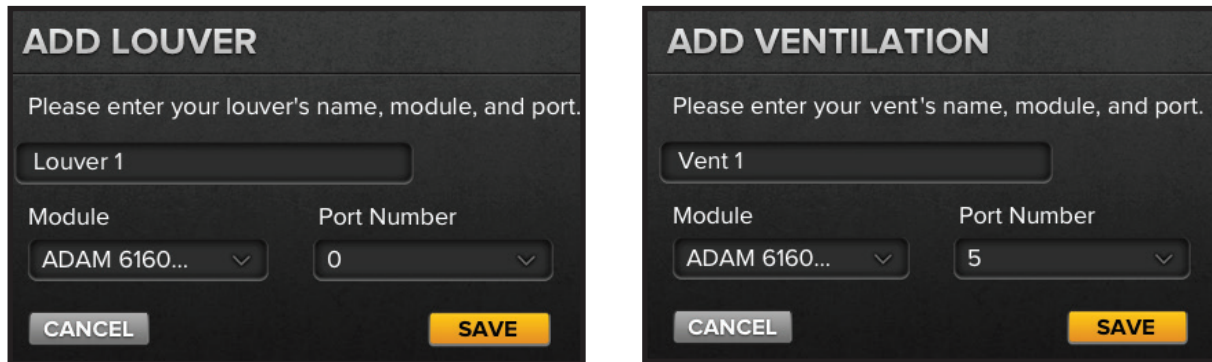 ADD LOUVER
Please enter your louver's name, module, and port.
Louver 1
Module Port Number
ADAM 6160... 0
CANCEL SAVE
ADD VENTILATION
Please enter your vent's name, module, and port.
Vent 1
Module Port Number
ADAM 6160... 5
CANCEL SAVE